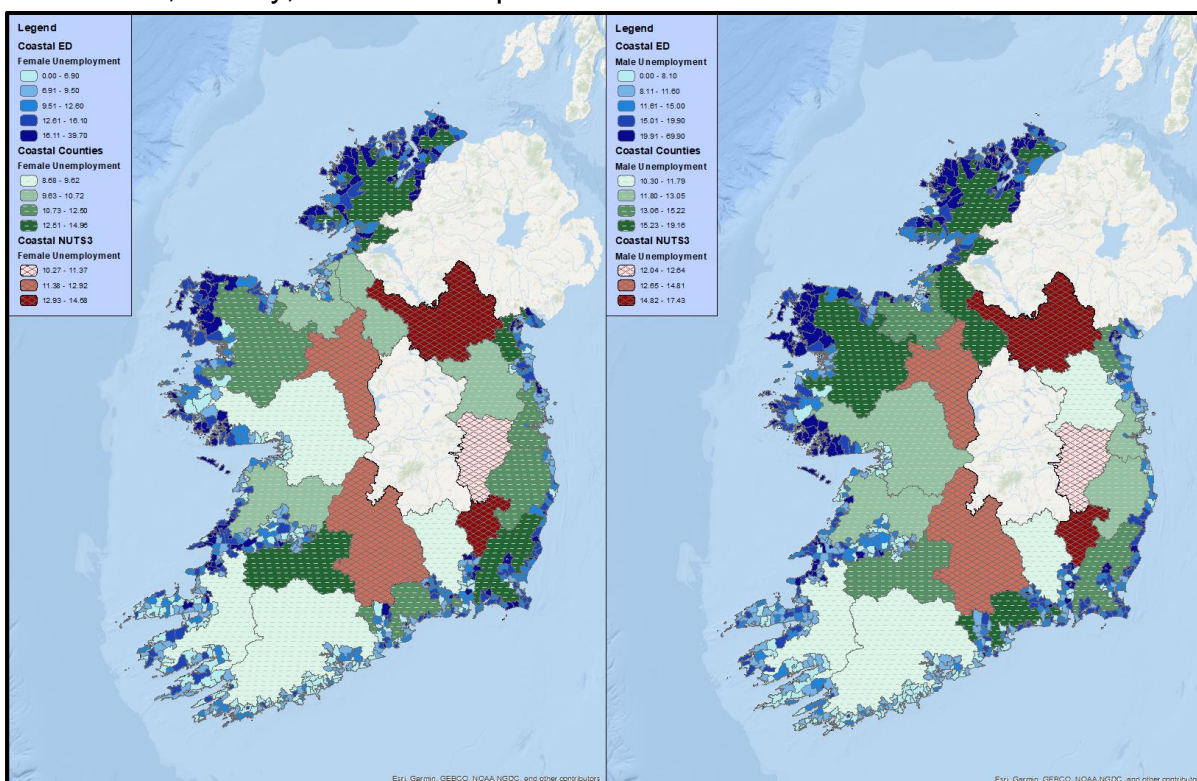 Legend
Coastal ED
Female Unemployment
0.00 - 6.90
6.91 - 9.50
9.51 - 12.60
12.61 - 16.10
16.11 - 39.70
Coastal Counties
Female Unemployment
8.68 - 9.62
9.63 - 10.72
10.73 - 12.50
12.51 - 14.96
Coastal NUTS3
Female Unemployment
10.27 - 11.37
11.38 - 12.92
12.93 - 14.68
Esri, Garmin, GEBCO, NOAA NGDC, and other contributors
Legend
Coastal ED
Male Unemployment
0.00 - 8.10
8.11 - 11.60
11.61 - 15.00
15.01 - 19.90
19.91 - 69.90
Coastal Counties
Male Unemployment
10.30 - 11.79
11.80 - 13.05
13.06 - 15.22
15.23 - 19.16
Coastal NUTS3
Male Unemployment
12.04 - 12.64
12.65 - 14.81
14.82 - 17.43
Esri, Garmin, GEBCO, NOAA NGDC, and other contributors